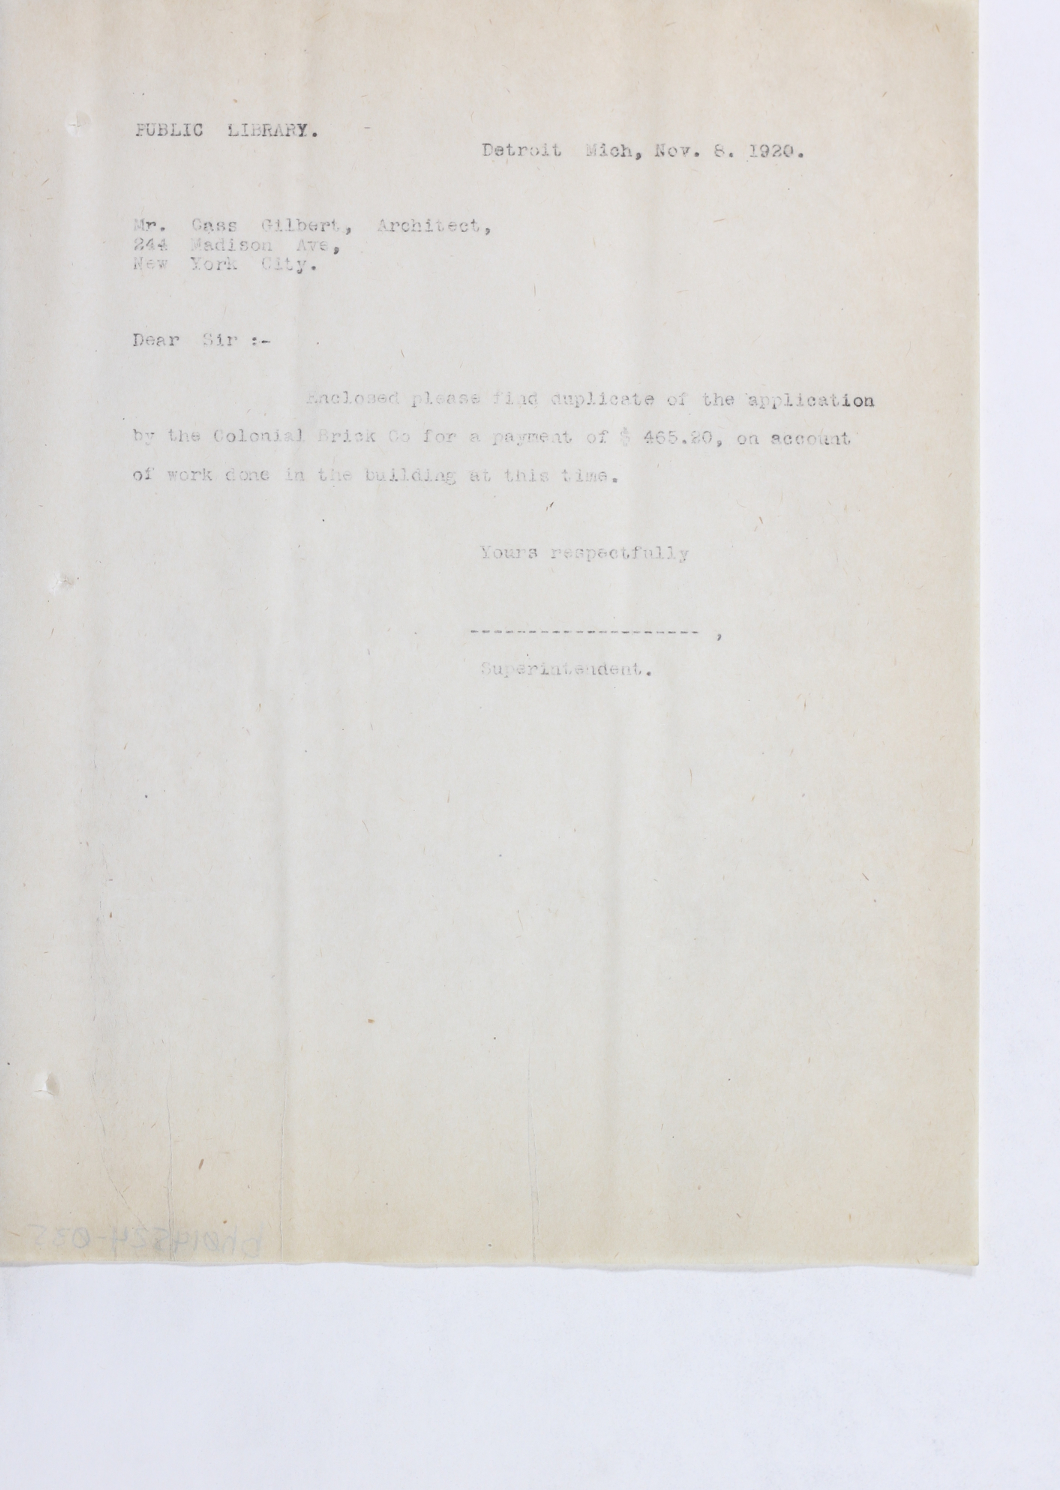 PUBLIC LIBRARY.
Detroit Mich, Nov. 8. 1920.
Mr. Cass Gilbert, Architect,
244 Madison Ave,
New York City.
Dear Sir :-
Enclosed please find duplicate of the application
by the Colonial Brick Co for a payment of $ 465.20, on account
of work done in the building at this time.
Yours respectfully
-------------------- ,
Superintendent.